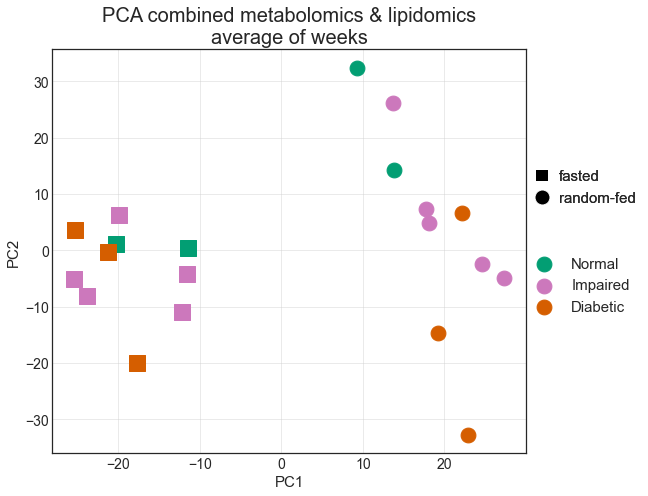 PCA combined metabolomics & lipidomics
average of weeks
30
20
10
0
−10
−20
−30
PC2
−20
−10
0
10
20
PC1
fasted
random-fed
Normal
Impaired
Diabetic